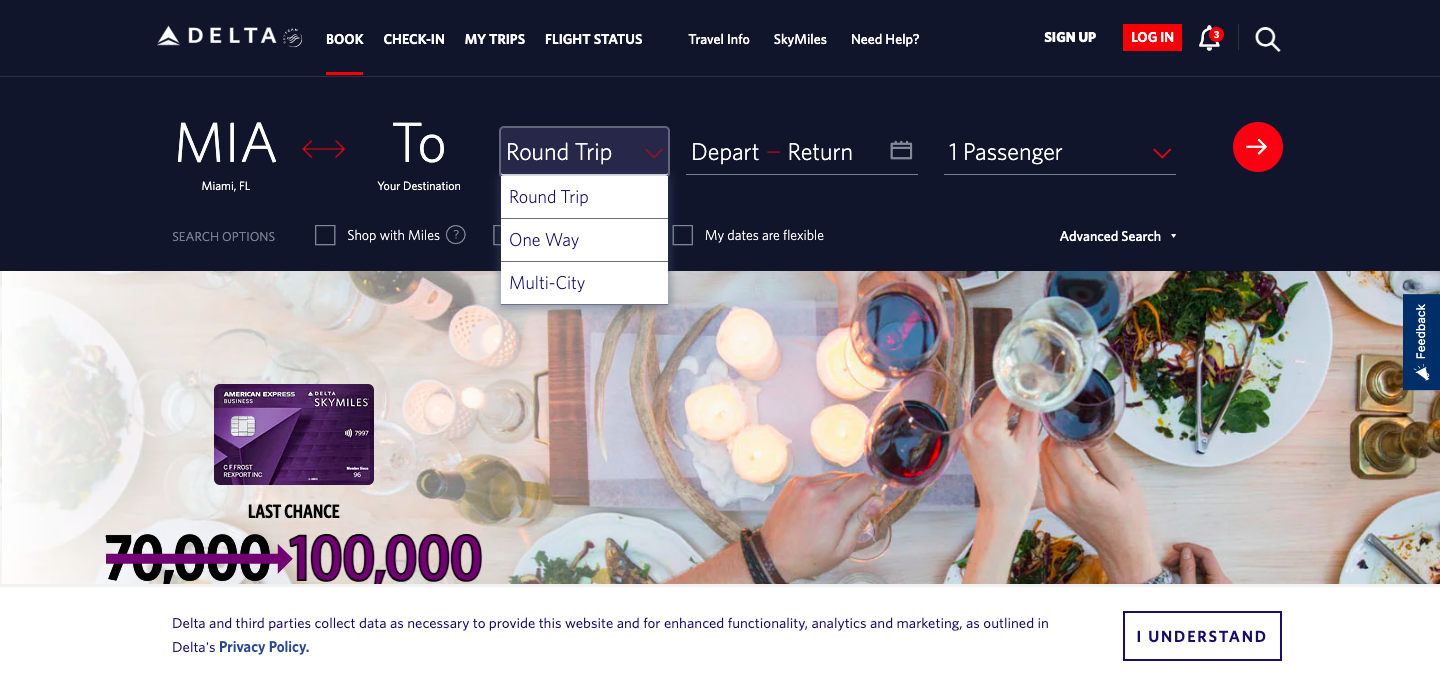 DELTA
BOOK CHECK-IN MY TRIPS FLIGHT STATUS Travel Info SkyMiles Need Help? SIGN UP LOG IN 3
MIA To Round Trip Depart – Return 1 Passenger
Miami, FL Your Destination
Round Trip
One Way
Multi-City
SEARCH OPTIONS Shop with Miles ? My dates are flexible Advanced Search
Feedback
AMERICAN EXPRESS
BUSINESS
DELTA
SKYMILES
7997
C F FROST
REXPORT INC
Member Since
96
LAST CHANCE
70,000 100,000
Delta and third parties collect data as necessary to provide this website and for enhanced functionality, analytics and marketing, as outlined in
Delta's Privacy Policy.
I UNDERSTAND